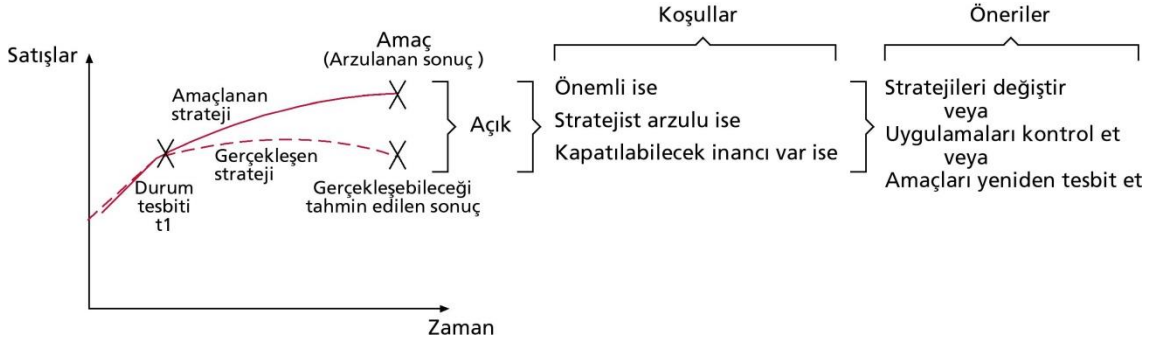 Satışlar
Amaç
(Arzulanan sonuç )
Amaçlanan
strateji
Gerçekleşen
strateji
Durum
tesbiti
t1
Gerçekleşebileceği
tahmin edilen sonuç
Zaman
Açık
Koşullar
Önemli ise
Stratejist arzulu ise
Kapatılabilecek inancı var ise
Öneriler
Stratejileri değiştir
veya
Uygulamaları kontrol et
veya
Amaçları yeniden tesbit et